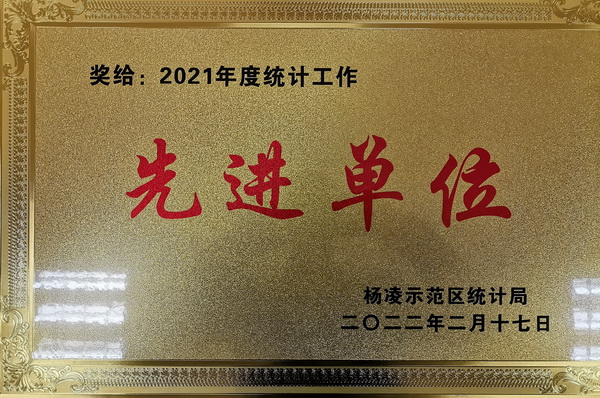 奖给：2021年度统计工作
先进单位
杨凌示范区统计局
二〇二二年二月十七日